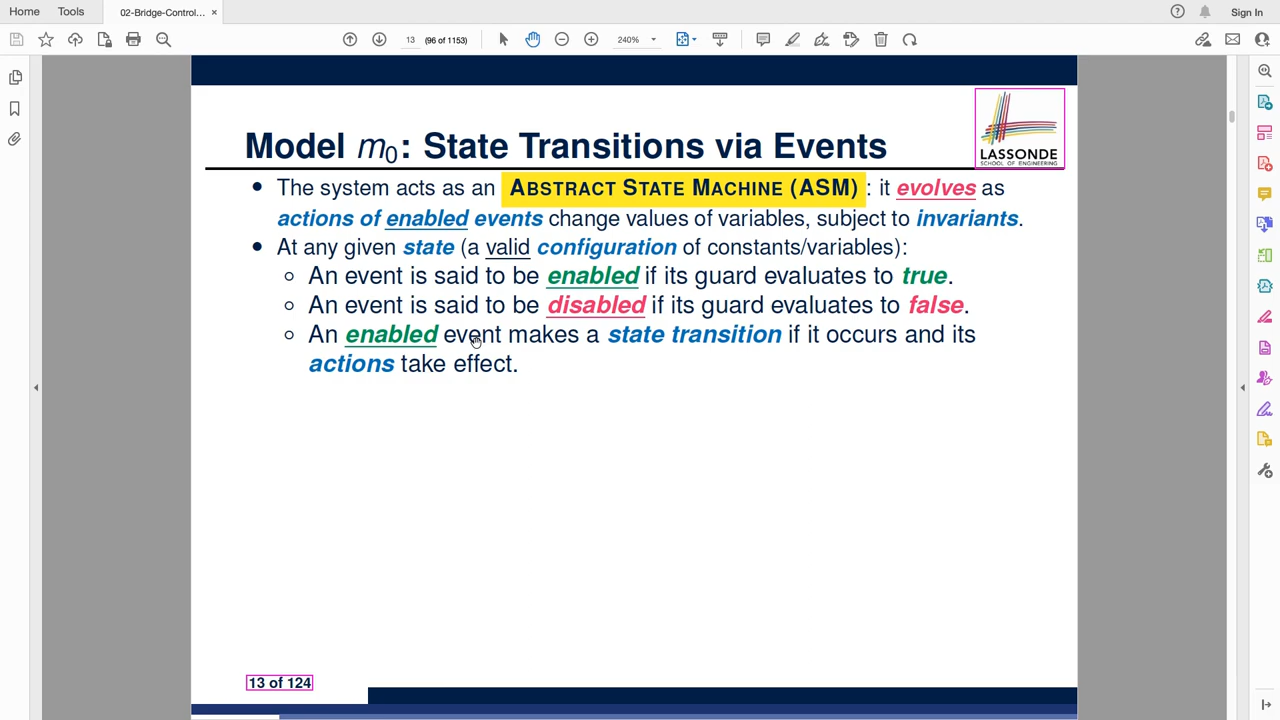 Home Tools 02-Bridge-Control... × Sign In
13 (96 of 1153) 240%
LASSONDE
SCHOOL OF ENGINEERING
Model m0: State Transitions via Events
• The system acts as an ABSTRACT STATE MACHINE (ASM) : it evolves as
actions of enabled events change values of variables, subject to invariants.
• At any given state (a valid configuration of constants/variables):
○ An event is said to be enabled if its guard evaluates to true.
○ An event is said to be disabled if its guard evaluates to false.
○ An enabled event makes a state transition if it occurs and its
actions take effect.
13 of 124